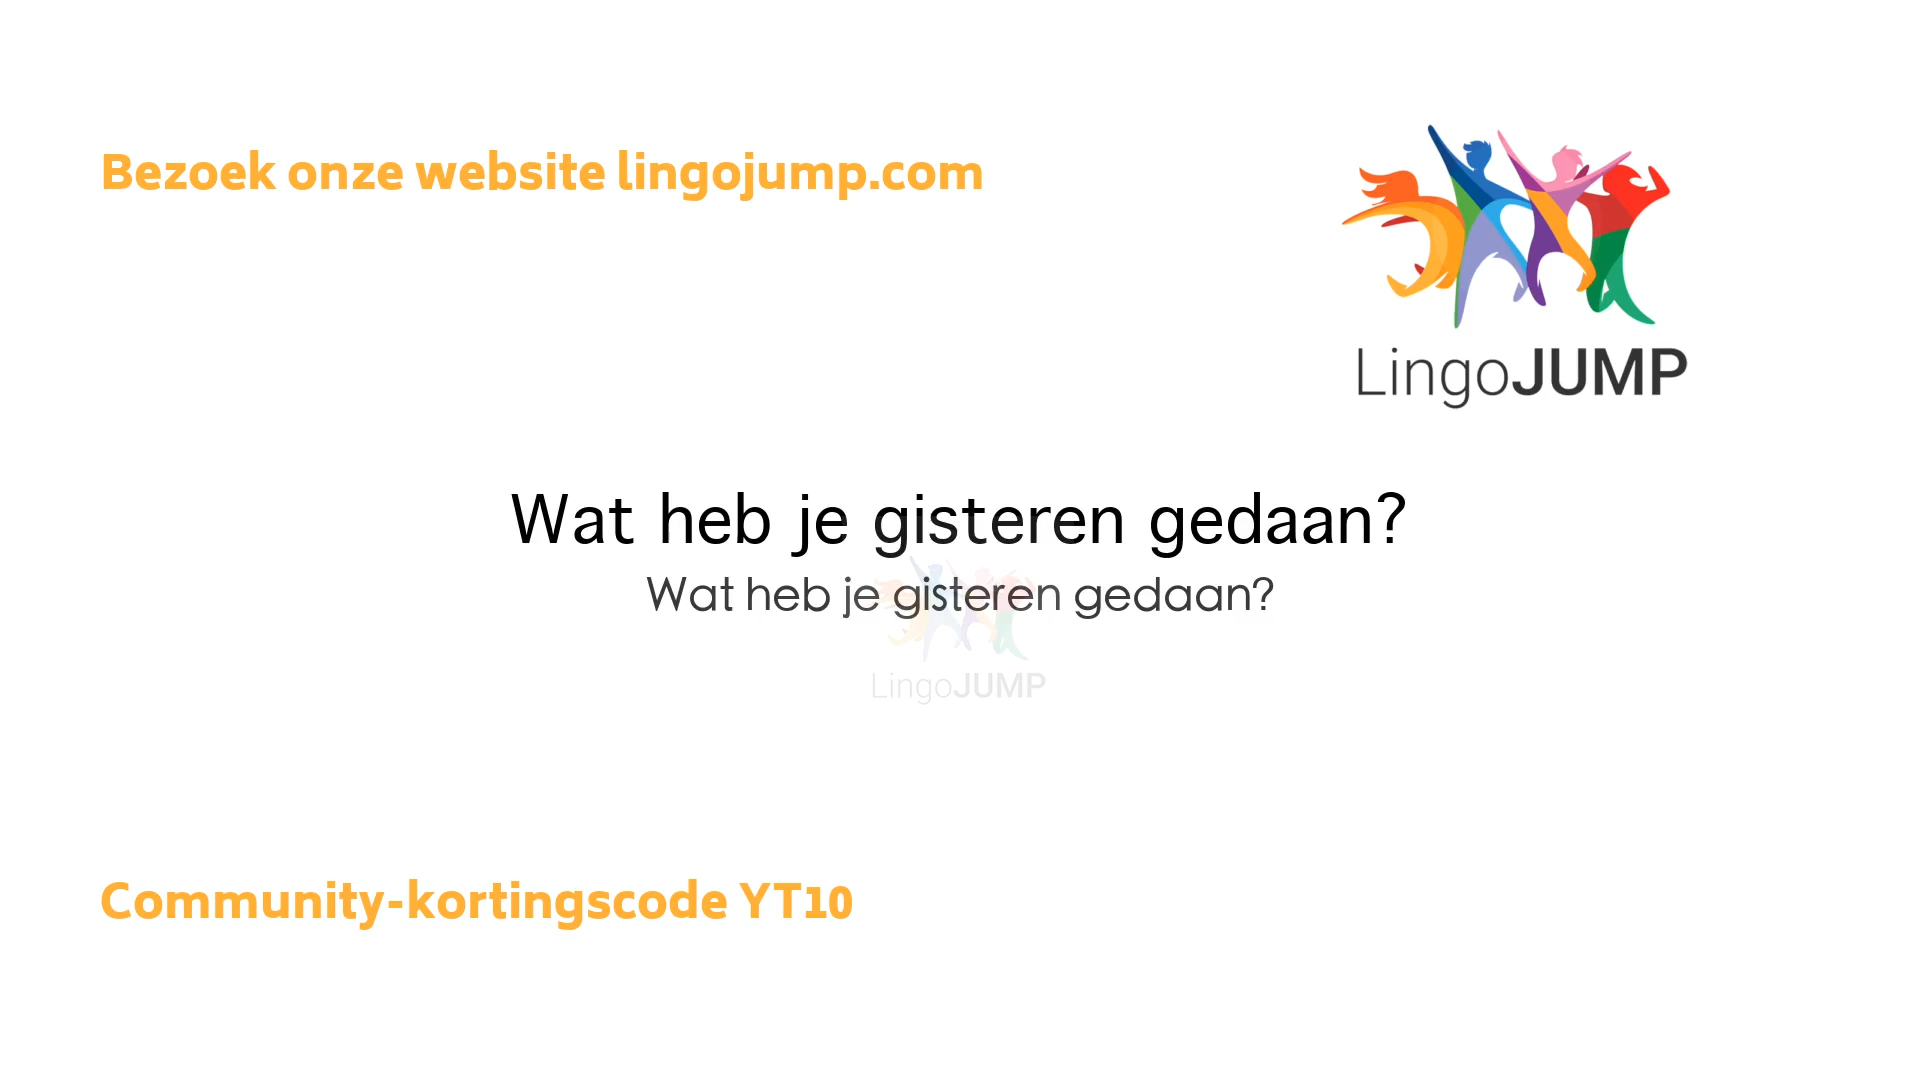 Bezoek onze website lingojump.com
LingoJUMP
Wat heb je gisteren gedaan?
Wat heb je gisteren gedaan?
LingoJUMP
Community-kortingscode YT10